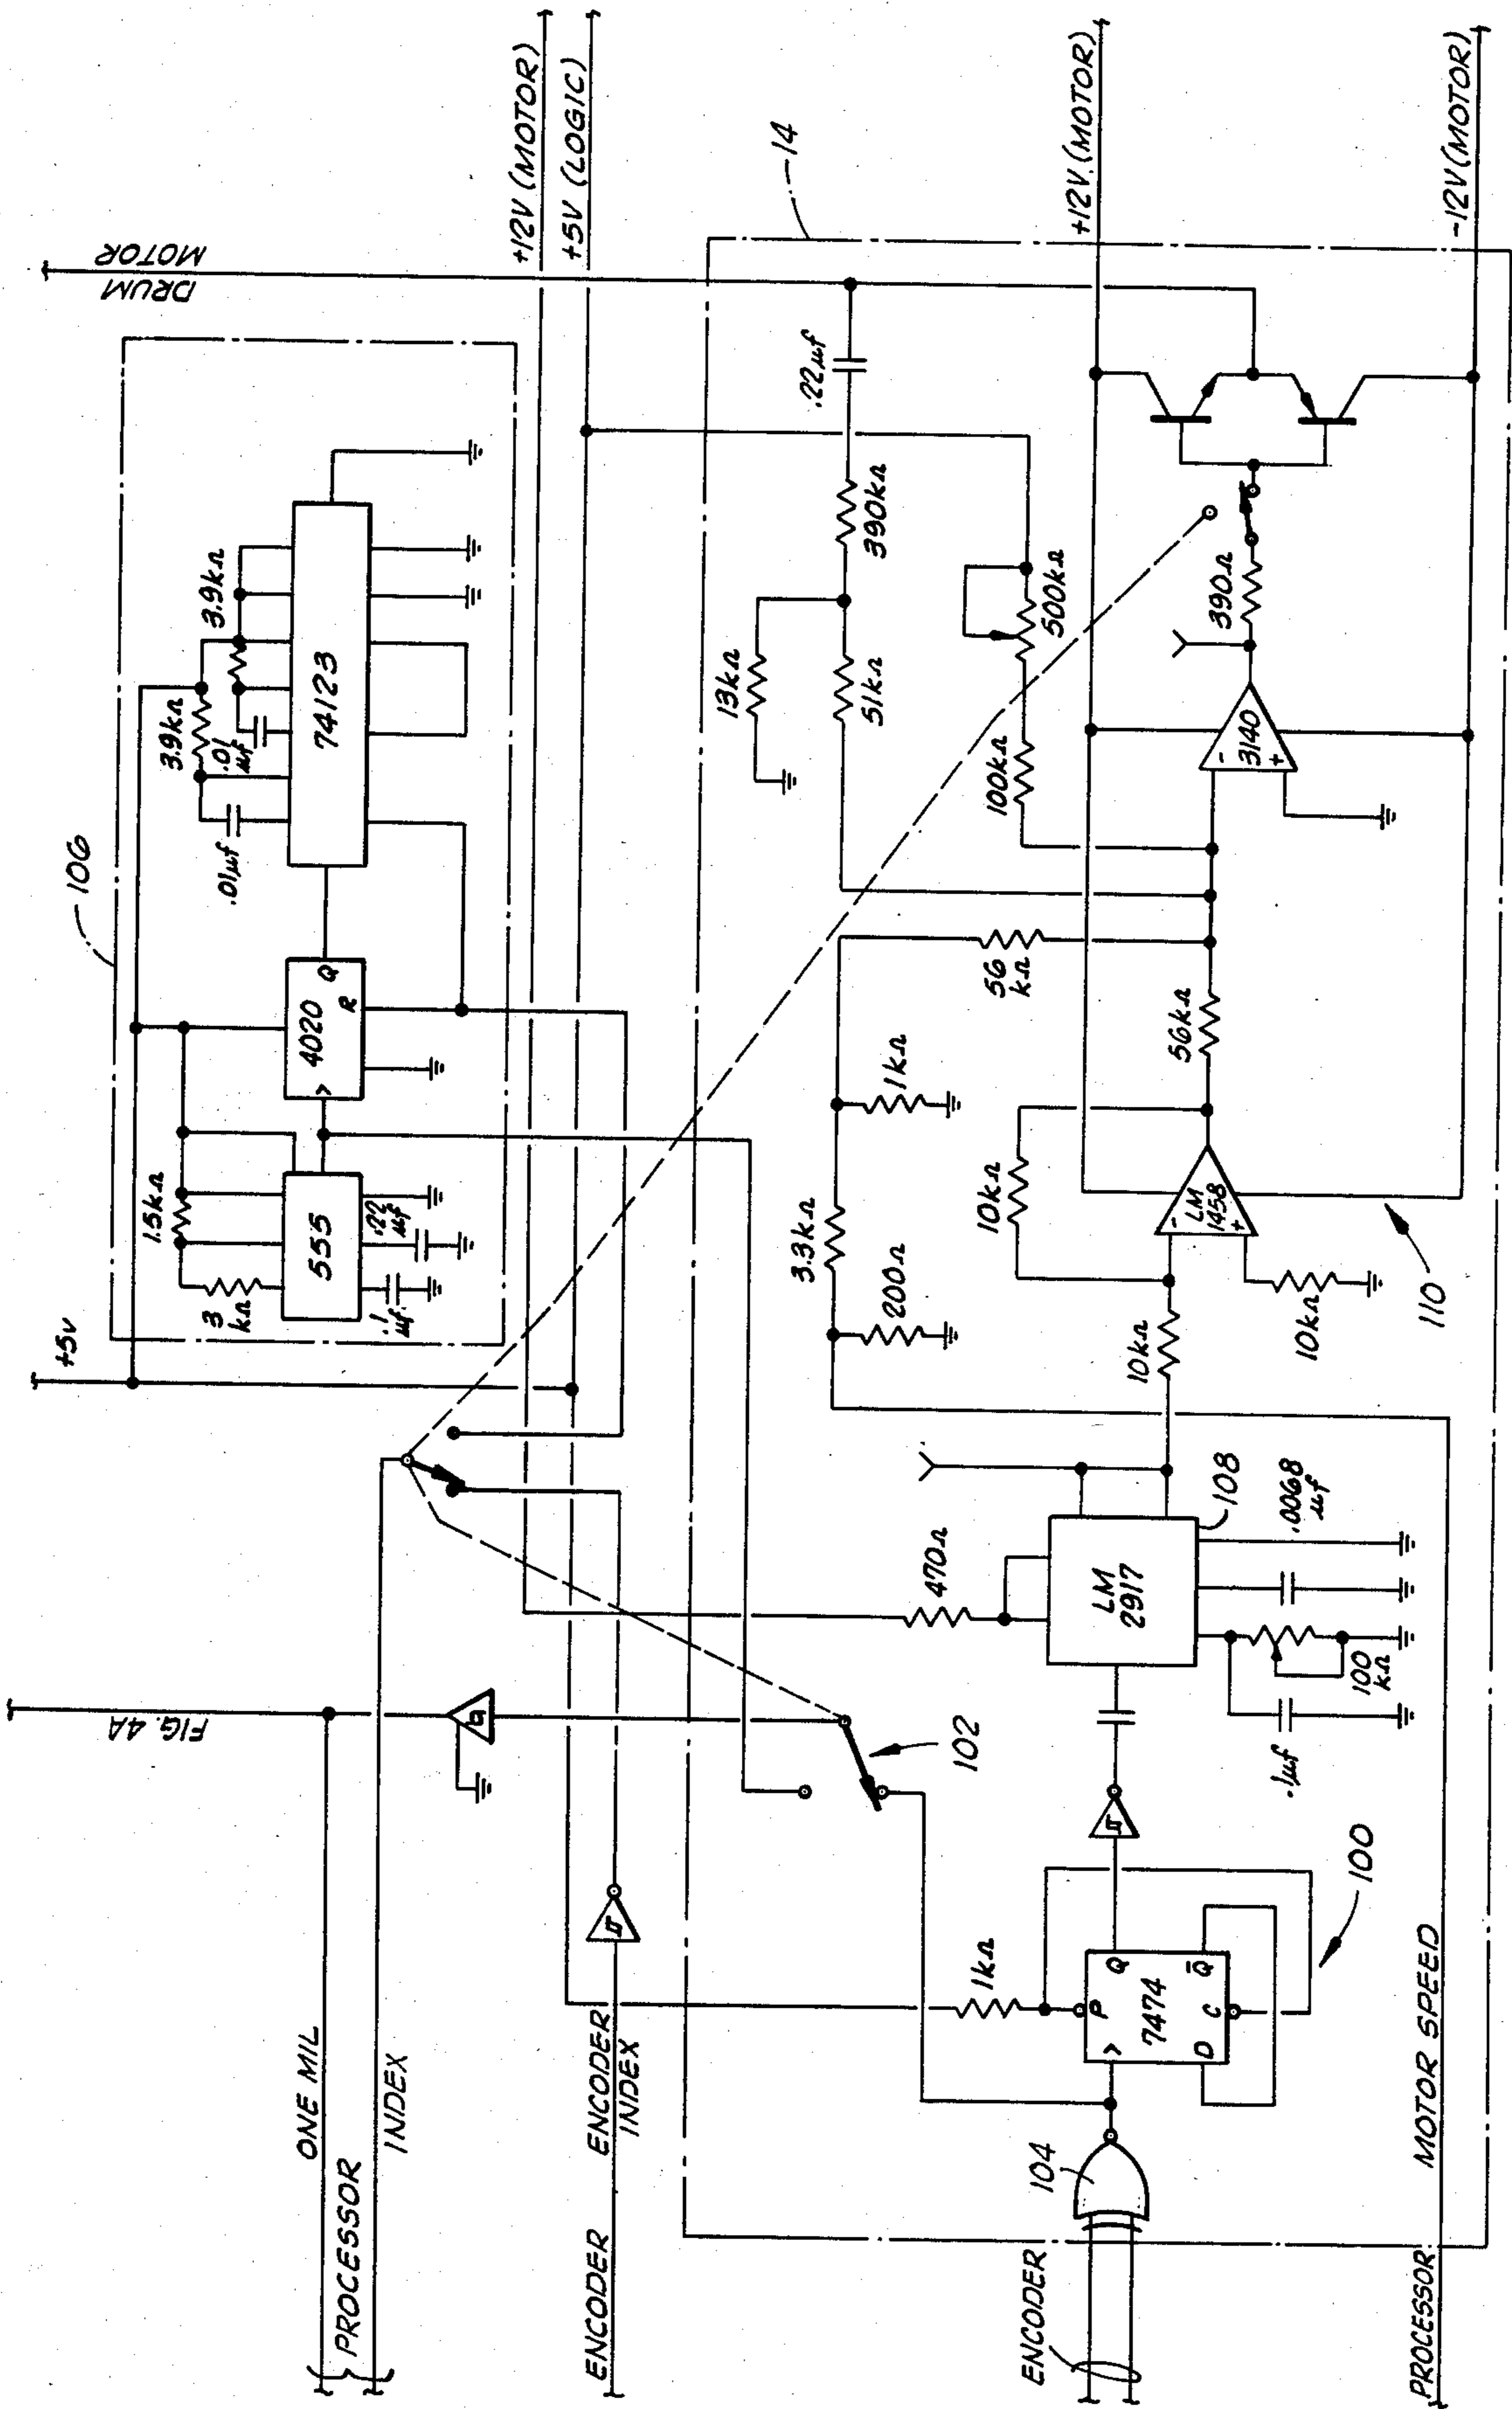 ONE MIL
PROCESSOR
INDEX
ENCODER
ENCODER
INDEX
FIG. 4A
+5V
106
1.5kΩ
3
kΩ
555
.1
µf
.22
µf
4020
Q
R
.01µf
3.9kΩ
.01
µf
3.9kΩ
74123
DRUM
MOTOR
+12V (MOTOR)
+5V (LOGIC)
14
102
ENCODER
104
1kΩ
P
Q
7474
D
C
Q̅
100
470Ω
LM
2917
108
.1µf
100
kΩ
.0068
µf
200Ω
3.3kΩ
1kΩ
10kΩ
10kΩ
-
+
LM
1458
10kΩ
110
56
kΩ
56kΩ
13kΩ
51kΩ
390kΩ
.22µf
100kΩ
500kΩ
-
+
3140
390Ω
+12V (MOTOR)
-12V (MOTOR)
PROCESSOR
MOTOR SPEED